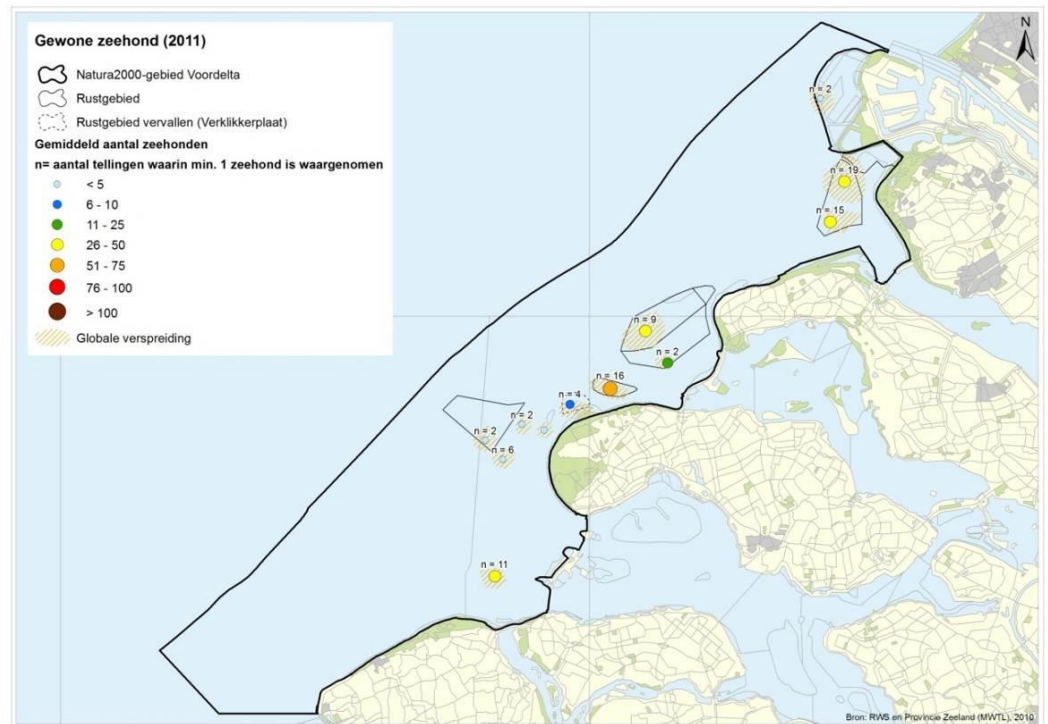 Gewone zeehond (2011)
Natura2000-gebied Voordelta
Rustgebied
Rustgebied vervallen (Verklikkerplaat)
Gemiddeld aantal zeehonden
n= aantal tellingen waarin min. 1 zeehond is waargenomen
< 5
6 - 10
11 - 25
26 - 50
51 - 75
76 - 100
> 100
Globale verspreiding
N
n = 2
n = 19
n = 15
n = 9
n = 2
n = 16
n = 4
n = 2
n = 2
n = 6
n = 11
Bron: RWS en Provincie Zeeland (MWTL), 2010